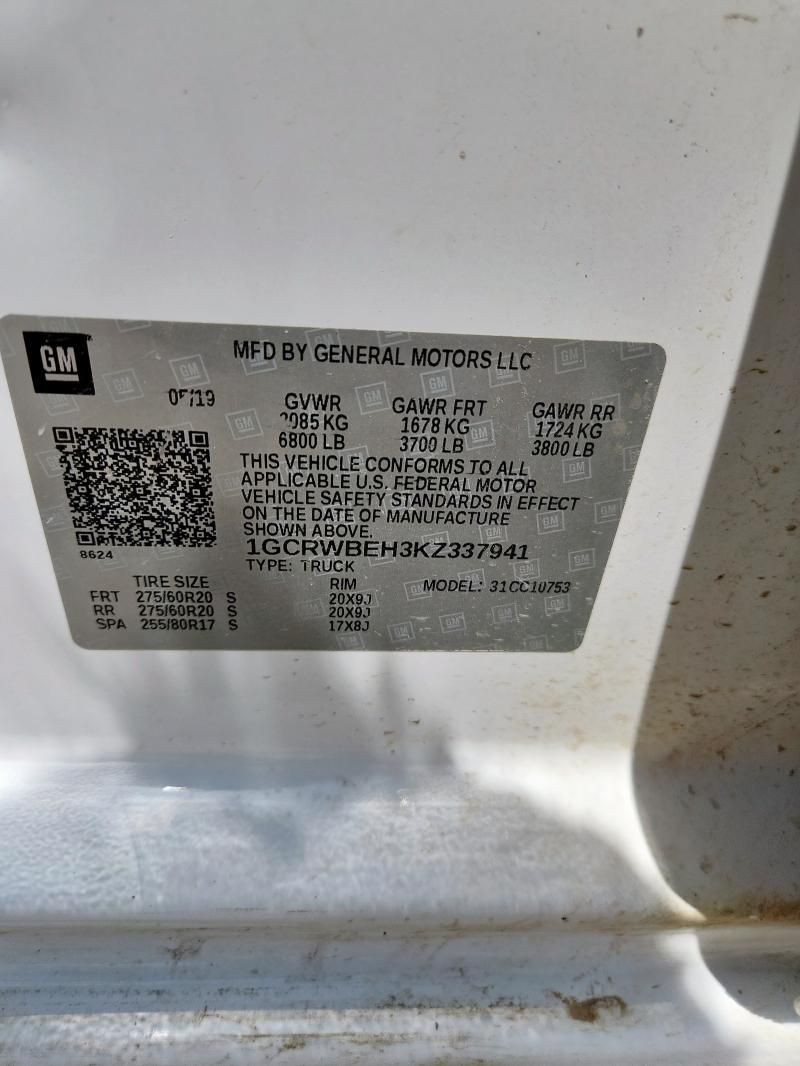 GM
MFD BY GENERAL MOTORS LLC
/19
GVWR GAWR FRT GAWR RR
085 KG 1678 KG 1724 KG
6800 LB 3700 LB 3800 LB
THIS VEHICLE CONFORMS TO ALL
APPLICABLE U.S. FEDERAL MOTOR
VEHICLE SAFETY STANDARDS IN EFFECT
ON THE DATE OF MANUFACTURE
SHOWN ABOVE.
8624
1GCRWBEH3KZ337941
TYPE: TRUCK
TIRE SIZE RIM MODEL: 31CC10753
FRT 275/60R20 S 20X9J
RR 275/60R20 S 20X9J
SPA 255/80R17 S 17X8J